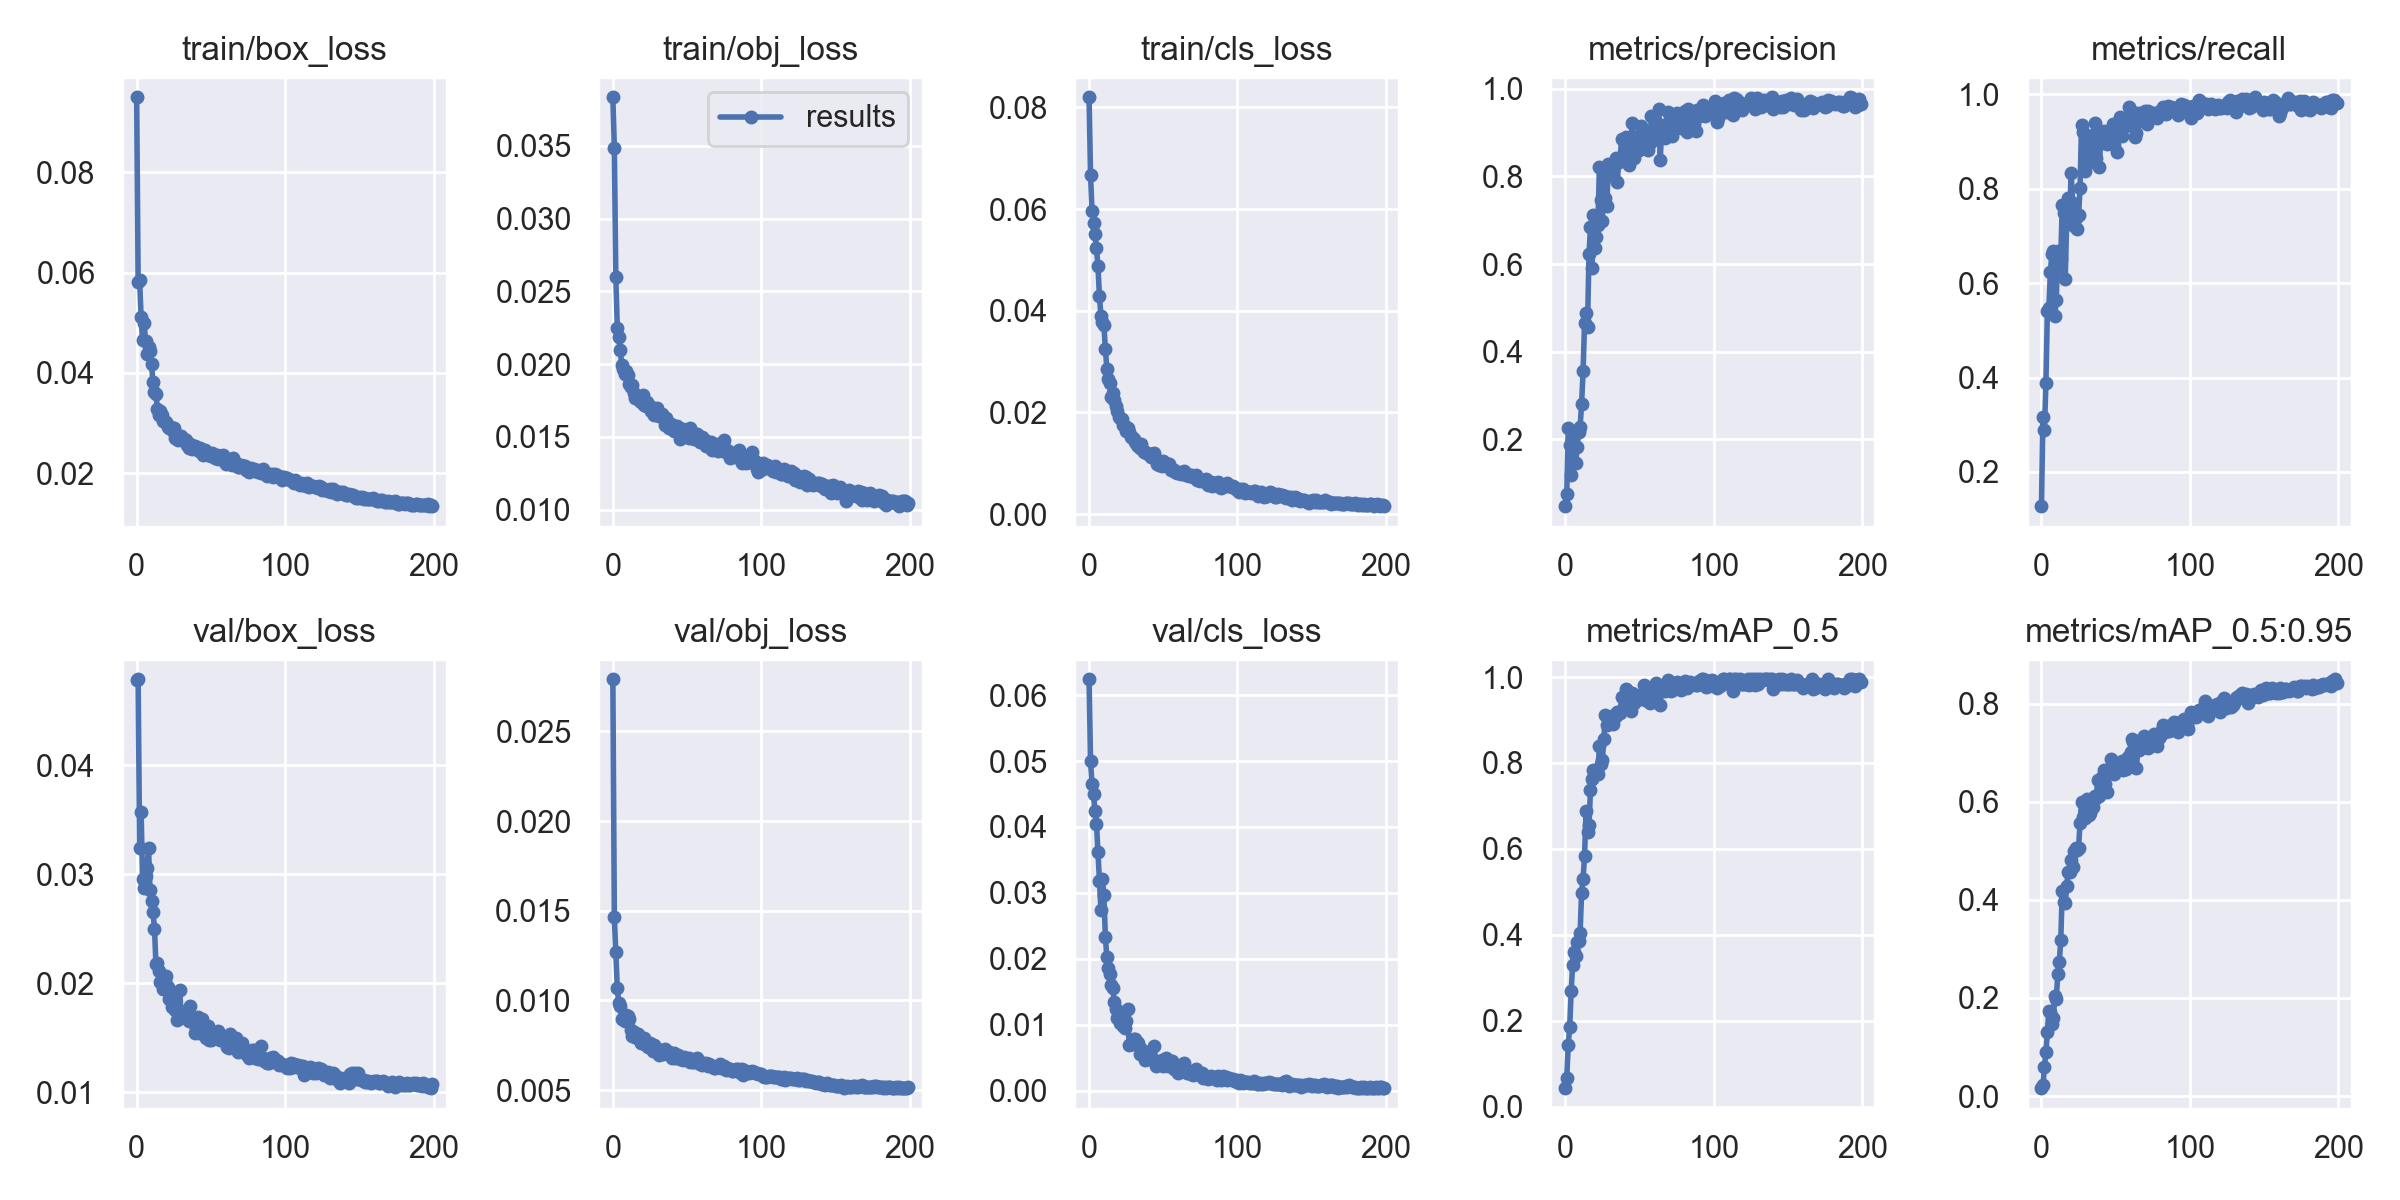 train/box_loss
0.08
0.06
0.04
0.02
0 100 200
train/obj_loss
results
0.035
0.030
0.025
0.020
0.015
0.010
0 100 200
train/cls_loss
0.08
0.06
0.04
0.02
0.00
0 100 200
metrics/precision
1.0
0.8
0.6
0.4
0.2
0 100 200
metrics/recall
1.0
0.8
0.6
0.4
0.2
0 100 200
val/box_loss
0.04
0.03
0.02
0.01
0 100 200
val/obj_loss
0.025
0.020
0.015
0.010
0.005
0 100 200
val/cls_loss
0.06
0.05
0.04
0.03
0.02
0.01
0.00
0 100 200
metrics/mAP_0.5
1.0
0.8
0.6
0.4
0.2
0.0
0 100 200
metrics/mAP_0.5:0.95
0.8
0.6
0.4
0.2
0.0
0 100 200